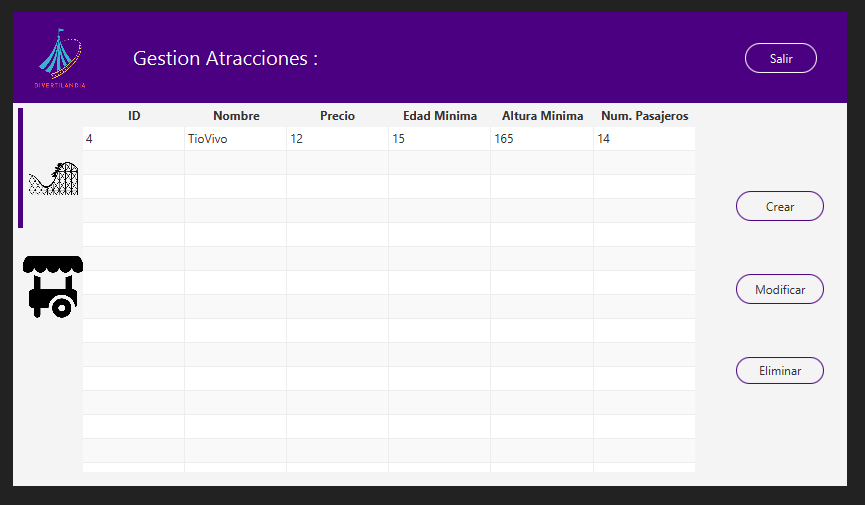 DIVERTILANDIA
Gestion Atracciones :
Salir
ID Nombre Precio Edad Minima Altura Minima Num. Pasajeros
4 TioVivo 12 15 165 14
Crear
Modificar
Eliminar